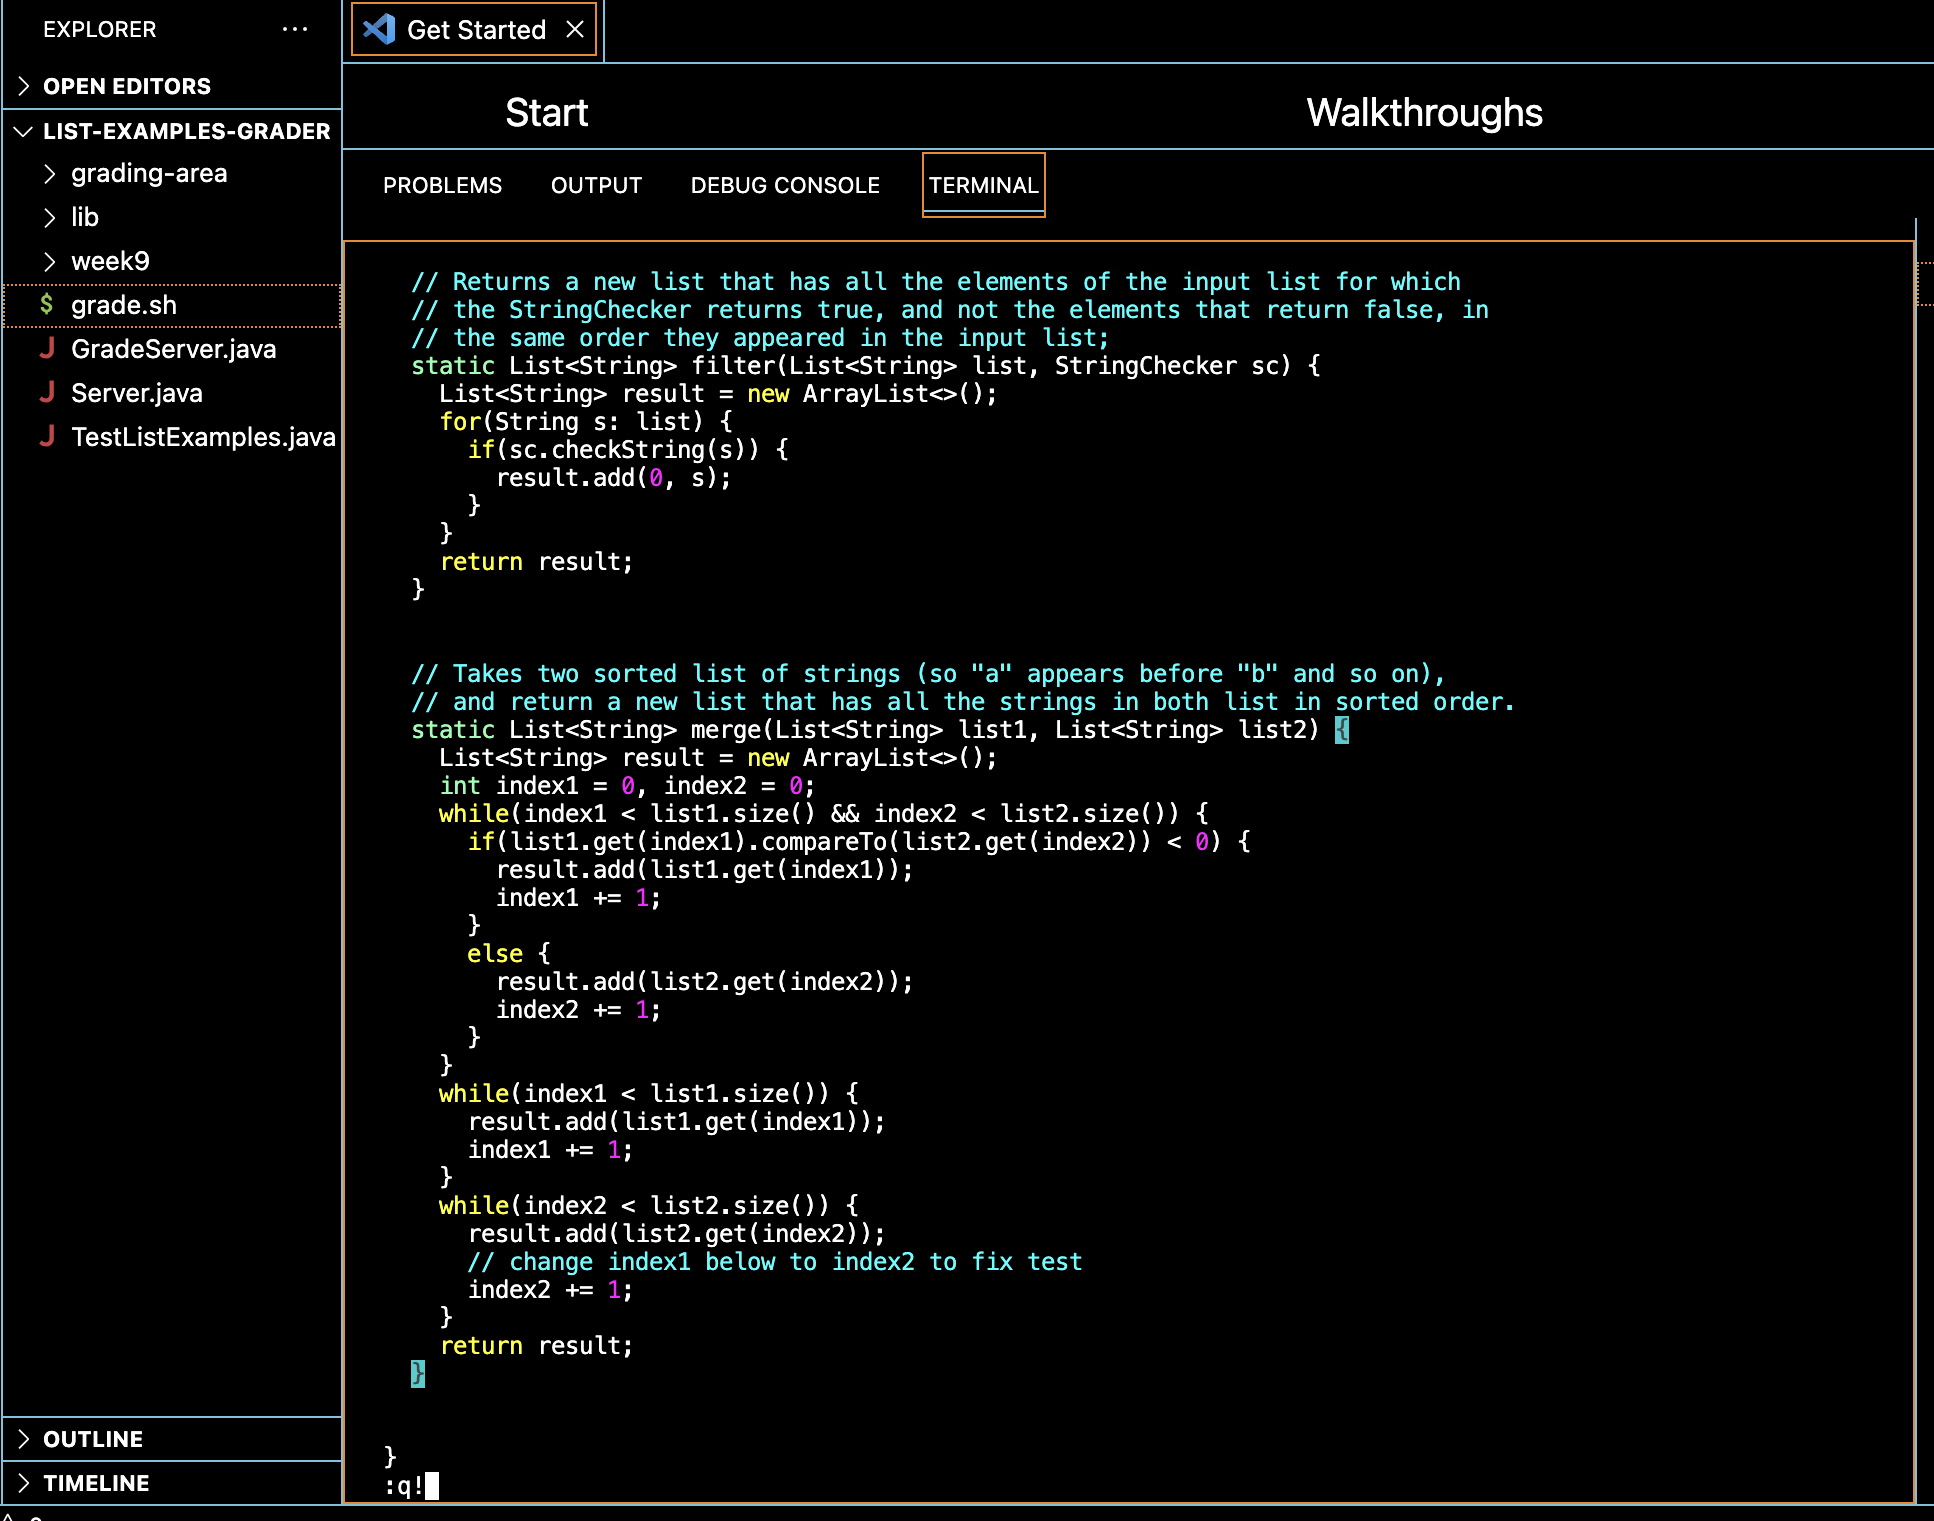 EXPLORER
OPEN EDITORS
LIST-EXAMPLES-GRADER
grading-area
lib
week9
$ grade.sh
J GradeServer.java
J Server.java
J TestListExamples.java
OUTLINE
TIMELINE
Get Started
Start Walkthroughs
PROBLEMS OUTPUT DEBUG CONSOLE TERMINAL
  // Returns a new list that has all the elements of the input list for which
  // the StringChecker returns true, and not the elements that return false, in
  // the same order they appeared in the input list;
  static List<String> filter(List<String> list, StringChecker sc) {
    List<String> result = new ArrayList<>();
    for(String s: list) {
      if(sc.checkString(s)) {
        result.add(0, s);
      }
    }
    return result;
  }
  // Takes two sorted list of strings (so "a" appears before "b" and so on),
  // and return a new list that has all the strings in both list in sorted order.
  static List<String> merge(List<String> list1, List<String> list2) {
    List<String> result = new ArrayList<>();
    int index1 = 0, index2 = 0;
    while(index1 < list1.size() && index2 < list2.size()) {
      if(list1.get(index1).compareTo(list2.get(index2)) < 0) {
        result.add(list1.get(index1));
        index1 += 1;
      }
      else {
        result.add(list2.get(index2));
        index2 += 1;
      }
    }
    while(index1 < list1.size()) {
      result.add(list1.get(index1));
      index1 += 1;
    }
    while(index2 < list2.size()) {
      result.add(list2.get(index2));
      // change index1 below to index2 to fix test
      index2 += 1;
    }
    return result;
  }
}
:q!